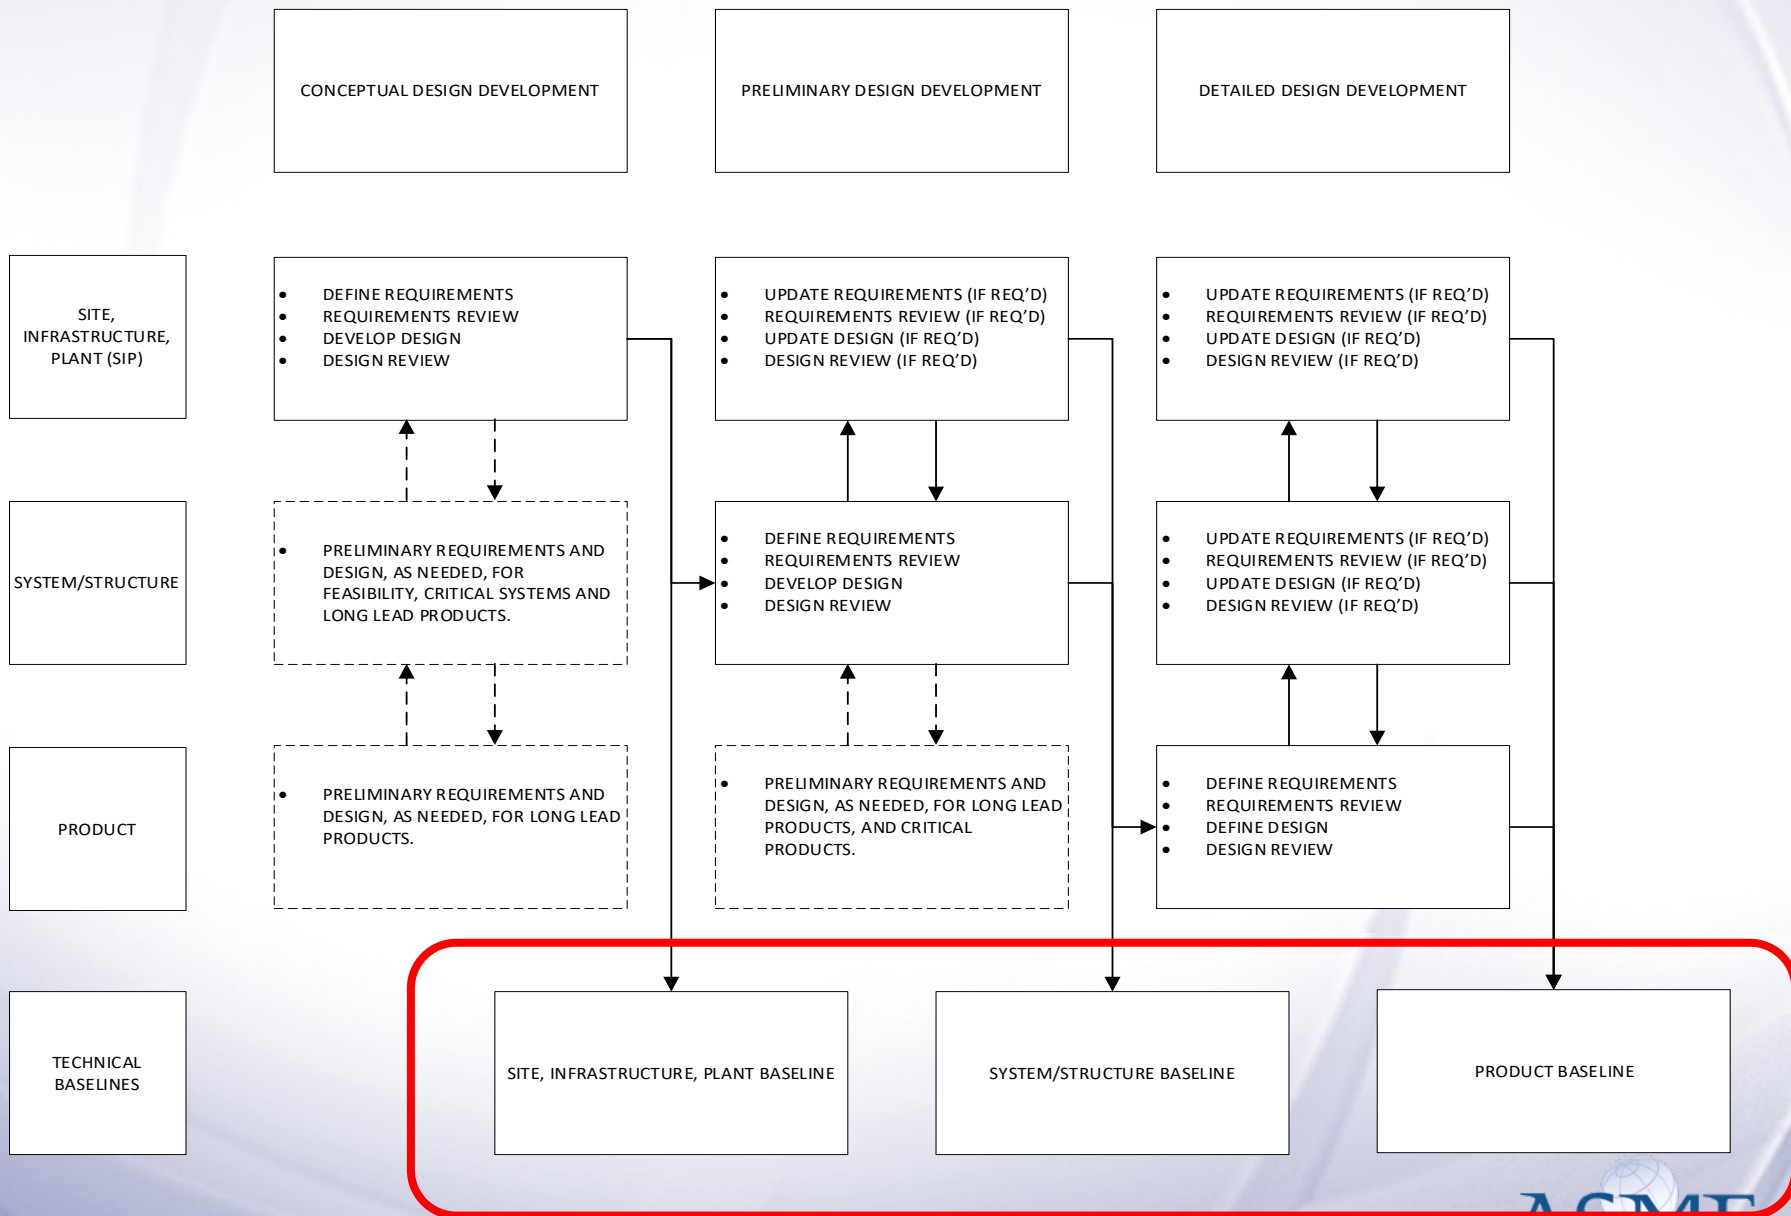 CONCEPTUAL DESIGN DEVELOPMENT
PRELIMINARY DESIGN DEVELOPMENT
DETAILED DESIGN DEVELOPMENT
SITE,
INFRASTRUCTURE,
PLANT (SIP)
• DEFINE REQUIREMENTS
• REQUIREMENTS REVIEW
• DEVELOP DESIGN
• DESIGN REVIEW
• UPDATE REQUIREMENTS (IF REQ’D)
• REQUIREMENTS REVIEW (IF REQ’D)
• UPDATE DESIGN (IF REQ’D)
• DESIGN REVIEW (IF REQ’D)
• UPDATE REQUIREMENTS (IF REQ’D)
• REQUIREMENTS REVIEW (IF REQ’D)
• UPDATE DESIGN (IF REQ’D)
• DESIGN REVIEW (IF REQ’D)
SYSTEM/STRUCTURE
• PRELIMINARY REQUIREMENTS AND
DESIGN, AS NEEDED, FOR
FEASIBILITY, CRITICAL SYSTEMS AND
LONG LEAD PRODUCTS.
• DEFINE REQUIREMENTS
• REQUIREMENTS REVIEW
• DEVELOP DESIGN
• DESIGN REVIEW
• UPDATE REQUIREMENTS (IF REQ’D)
• REQUIREMENTS REVIEW (IF REQ’D)
• UPDATE DESIGN (IF REQ’D)
• DESIGN REVIEW (IF REQ’D)
PRODUCT
• PRELIMINARY REQUIREMENTS AND
DESIGN, AS NEEDED, FOR LONG LEAD
PRODUCTS.
• PRELIMINARY REQUIREMENTS AND
DESIGN, AS NEEDED, FOR LONG LEAD
PRODUCTS, AND CRITICAL
PRODUCTS.
• DEFINE REQUIREMENTS
• REQUIREMENTS REVIEW
• DEFINE DESIGN
• DESIGN REVIEW
TECHNICAL
BASELINES
SITE, INFRASTRUCTURE, PLANT BASELINE
SYSTEM/STRUCTURE BASELINE
PRODUCT BASELINE
ASME